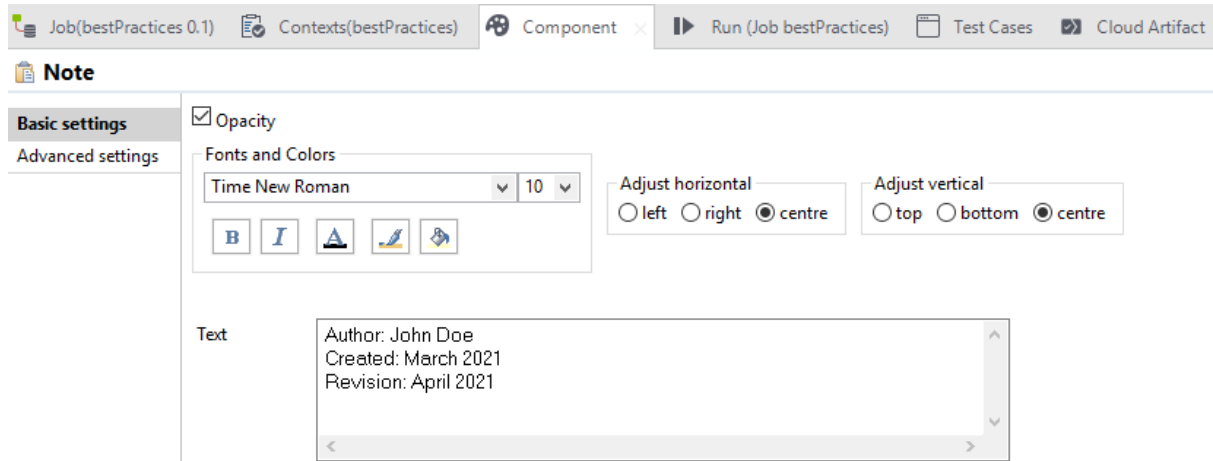 Job(bestPractices 0.1) Contexts(bestPractices) Component Run (Job bestPractices) Test Cases Cloud Artifact
Note
Basic settings
Advanced settings
Opacity
Fonts and Colors
Time New Roman 10
B I A
Adjust horizontal
left right centre
Adjust vertical
top bottom centre
Text
Author: John Doe
Created: March 2021
Revision: April 2021